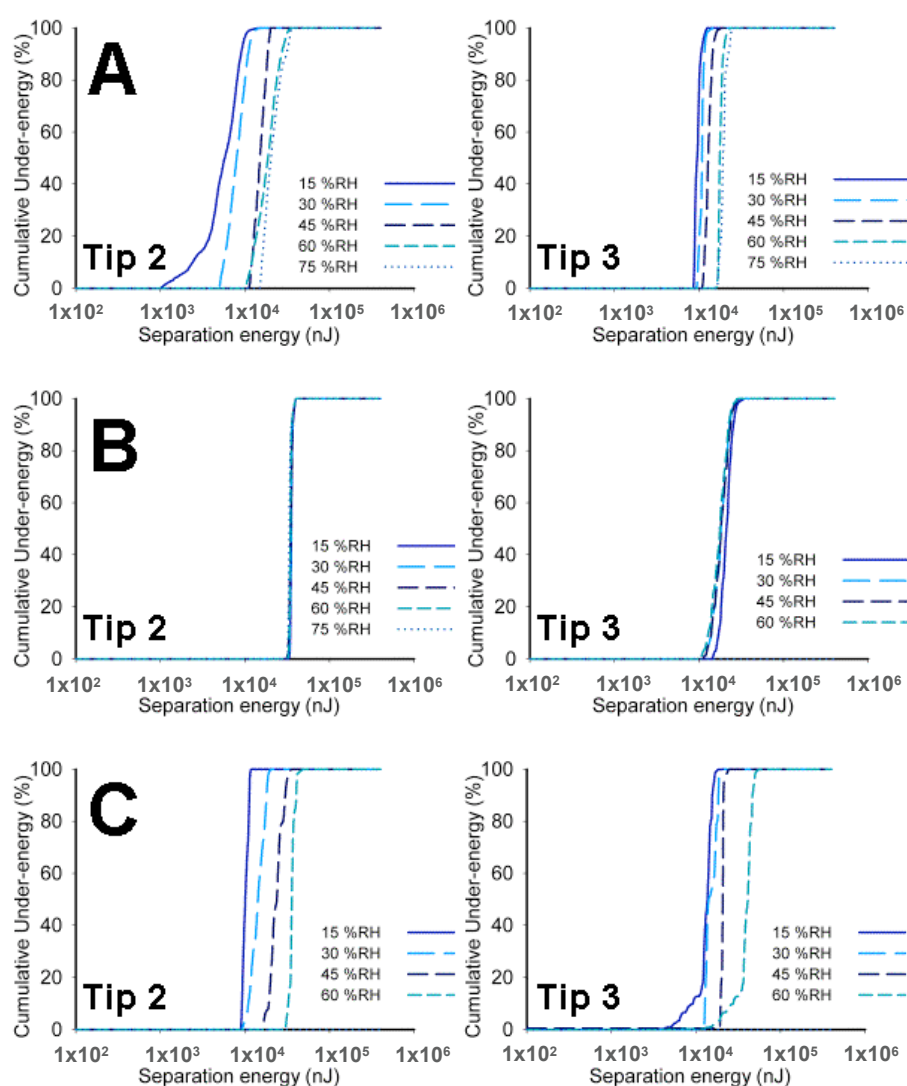 A
Cumulative Under-energy (%)
100
80
60
40
20
0
15 %RH
30 %RH
45 %RH
60 %RH
75 %RH
Tip 2
1x10² 1x10³ 1x10⁴ 1x10⁵ 1x10⁶
Separation energy (nJ)
Cumulative Under-energy (%)
100
80
60
40
20
0
15 %RH
30 %RH
45 %RH
60 %RH
75 %RH
Tip 3
1x10² 1x10³ 1x10⁴ 1x10⁵ 1x10⁶
Separation energy (nJ)
B
Cumulative Under-energy (%)
100
80
60
40
20
0
15 %RH
30 %RH
45 %RH
60 %RH
75 %RH
Tip 2
1x10² 1x10³ 1x10⁴ 1x10⁵ 1x10⁶
Separation energy (nJ)
Cumulative Under-energy (%)
100
80
60
40
20
0
15 %RH
30 %RH
45 %RH
60 %RH
Tip 3
1x10² 1x10³ 1x10⁴ 1x10⁵ 1x10⁶
Separation energy (nJ)
C
Cumulative Under-energy (%)
100
80
60
40
20
0
15 %RH
30 %RH
45 %RH
60 %RH
Tip 2
1x10² 1x10³ 1x10⁴ 1x10⁵ 1x10⁶
Separation energy (nJ)
Cumulative Under-energy (%)
100
80
60
40
20
0
15 %RH
30 %RH
45 %RH
60 %RH
Tip 3
1x10² 1x10³ 1x10⁴ 1x10⁵ 1x10⁶
Separation energy (nJ)